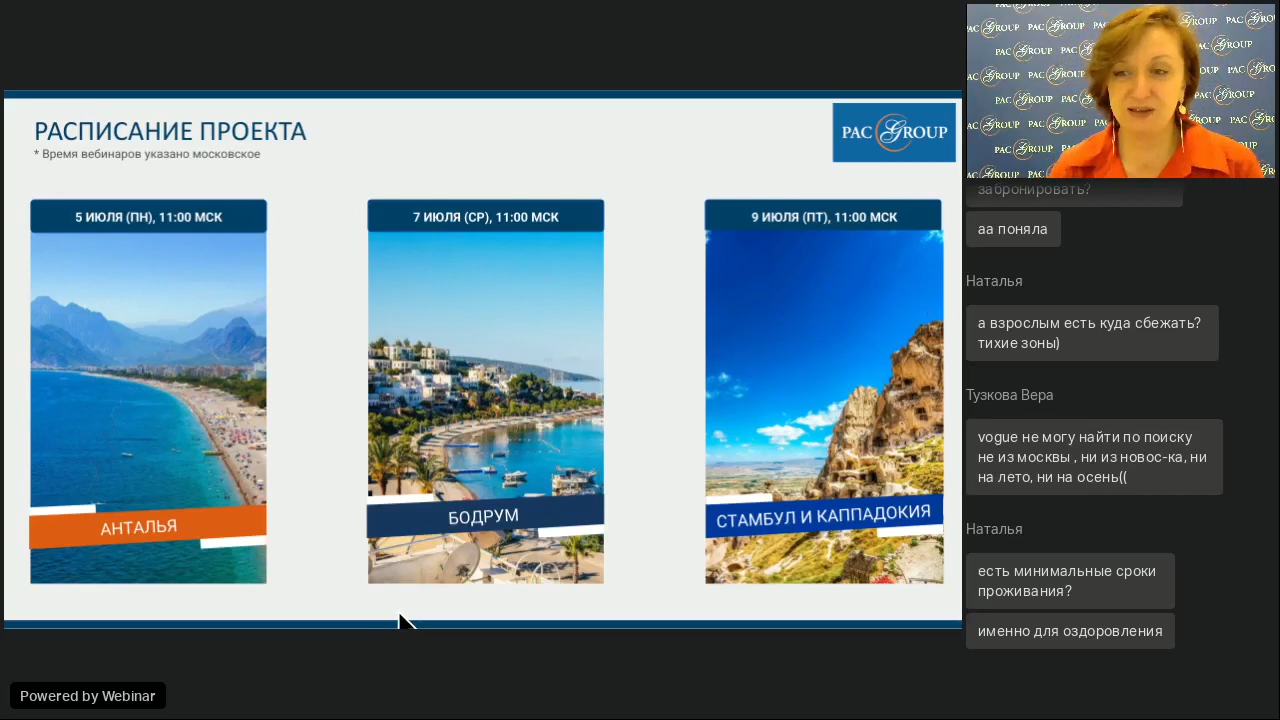 РАСПИСАНИЕ ПРОЕКТА
* Время вебинаров указано московское
PAC GROUP
5 ИЮЛЯ (ПН), 11:00 МСК
7 ИЮЛЯ (СР), 11:00 МСК
9 ИЮЛЯ (ПТ), 11:00 МСК
АНТАЛЬЯ
БОДРУМ
СТАМБУЛ И КАППАДОКИЯ
Powered by Webinar
забронировать?
аа поняла
Наталья
а взрослым есть куда сбежать?
тихие зоны)
Тузкова Вера
vogue не могу найти по поиску
не из москвы , ни из новос-ка, ни
на лето, ни на осень((
Наталья
есть минимальные сроки
проживания?
именно для оздоровления